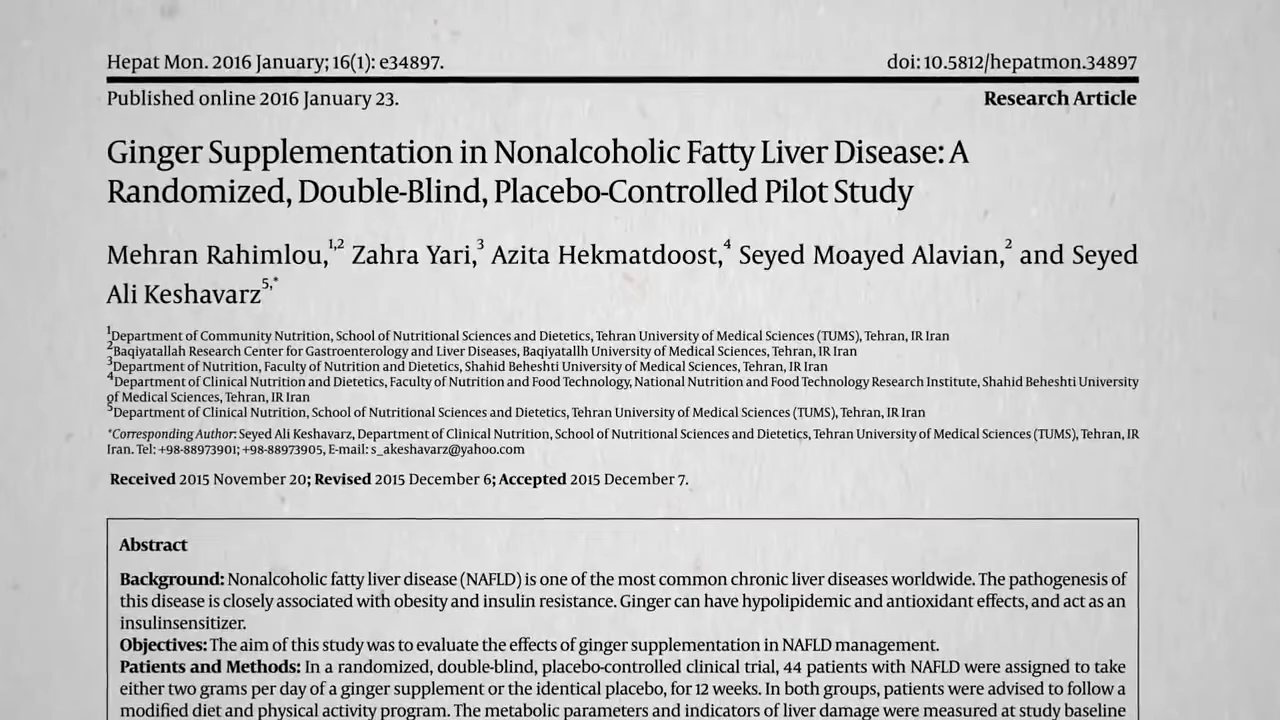 Hepat Mon. 2016 January; 16(1): e34897.
doi: 10.5812/hepatmon.34897
Published online 2016 January 23.
Research Article
Ginger Supplementation in Nonalcoholic Fatty Liver Disease: A
Randomized, Double-Blind, Placebo-Controlled Pilot Study
Mehran Rahimlou,1,2 Zahra Yari,3 Azita Hekmatdoost,4 Seyed Moayed Alavian,2 and Seyed
Ali Keshavarz5,*
1Department of Community Nutrition, School of Nutritional Sciences and Dietetics, Tehran University of Medical Sciences (TUMS), Tehran, IR Iran
2Baqiyatallah Research Center for Gastroenterology and Liver Diseases, Baqiyatallh University of Medical Sciences, Tehran, IR Iran
3Department of Nutrition, Faculty of Nutrition and Dietetics, Shahid Beheshti University of Medical Sciences, Tehran, IR Iran
4Department of Clinical Nutrition and Dietetics, Faculty of Nutrition and Food Technology, National Nutrition and Food Technology Research Institute, Shahid Beheshti University
of Medical Sciences, Tehran, IR Iran
5Department of Clinical Nutrition, School of Nutritional Sciences and Dietetics, Tehran University of Medical Sciences (TUMS), Tehran, IR Iran
*Corresponding Author: Seyed Ali Keshavarz, Department of Clinical Nutrition, School of Nutritional Sciences and Dietetics, Tehran University of Medical Sciences (TUMS), Tehran, IR
Iran. Tel: +98-88973901; +98-88973905, E-mail: s_akeshavarz@yahoo.com
Received 2015 November 20; Revised 2015 December 6; Accepted 2015 December 7.
Abstract
Background: Nonalcoholic fatty liver disease (NAFLD) is one of the most common chronic liver diseases worldwide. The pathogenesis of
this disease is closely associated with obesity and insulin resistance. Ginger can have hypolipidemic and antioxidant effects, and act as an
insulinsensitizer.
Objectives: The aim of this study was to evaluate the effects of ginger supplementation in NAFLD management.
Patients and Methods: In a randomized, double-blind, placebo-controlled clinical trial, 44 patients with NAFLD were assigned to take
either two grams per day of a ginger supplement or the identical placebo, for 12 weeks. In both groups, patients were advised to follow a
modified diet and physical activity program. The metabolic parameters and indicators of liver damage were measured at study baseline